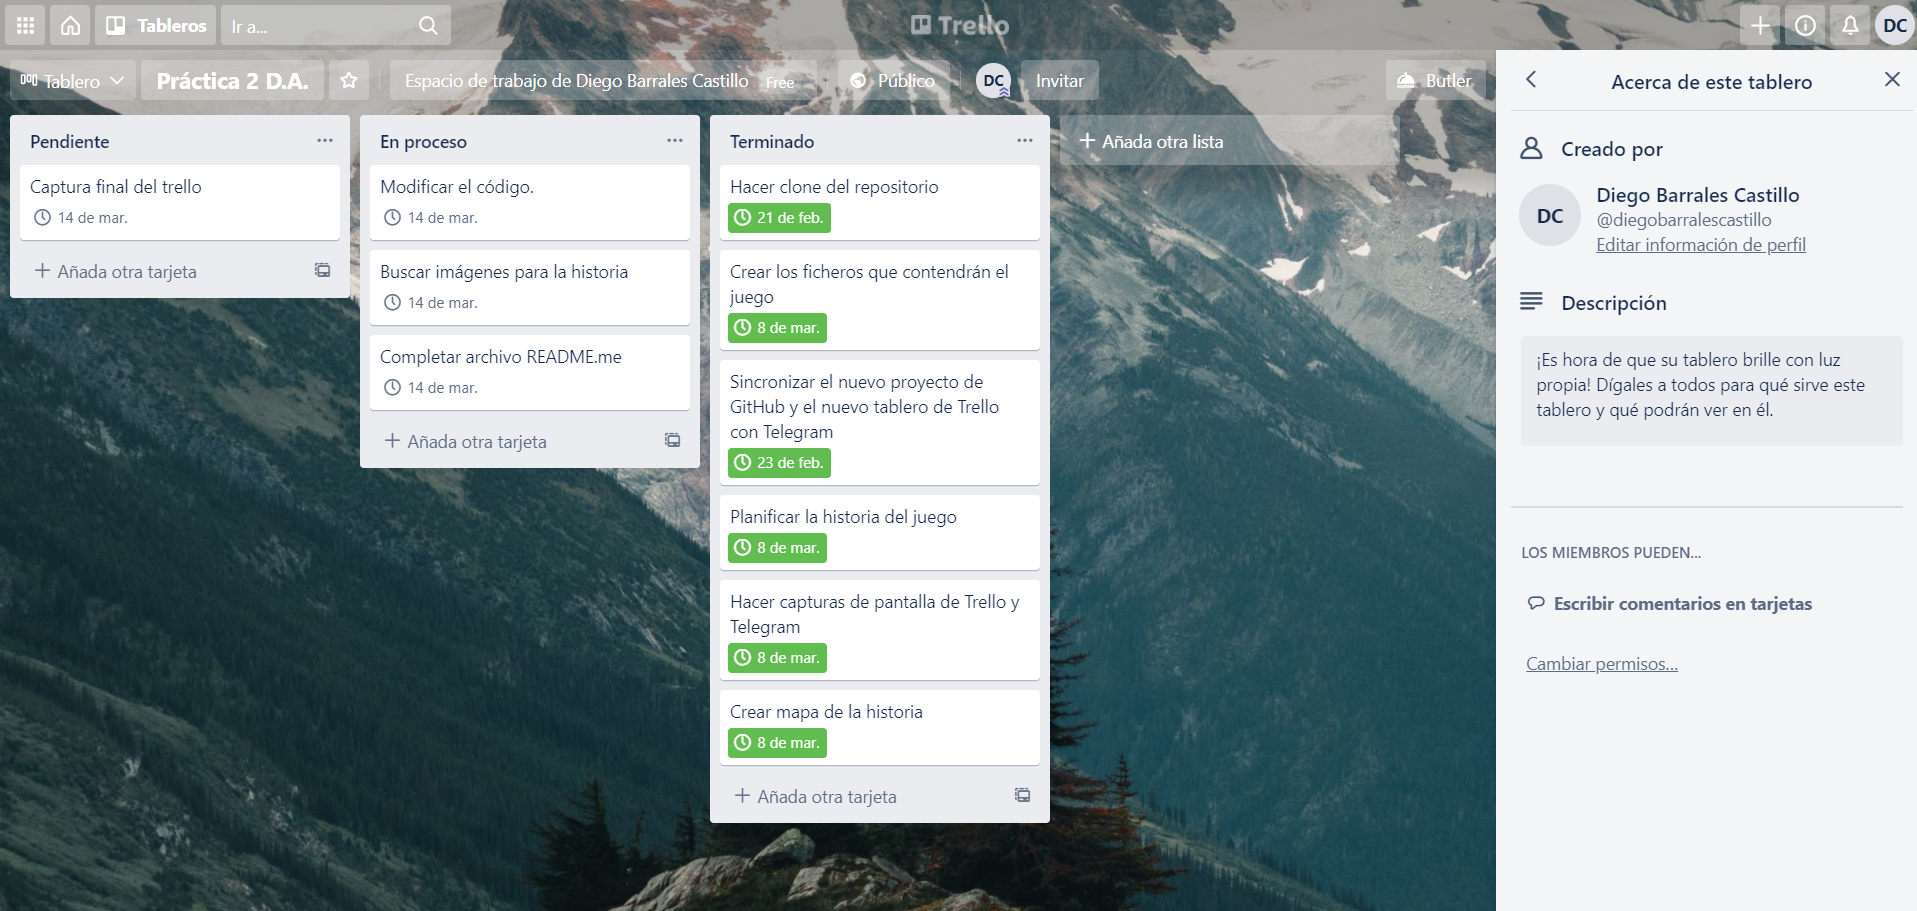 Tableros
Ir a...
Trello
DC
Tablero
Práctica 2 D.A.
Espacio de trabajo de Diego Barrales Castillo Free
Público
DC
Invitar
Butler
Pendiente
Captura final del trello
14 de mar.
Añada otra tarjeta
En proceso
Modificar el código.
14 de mar.
Buscar imágenes para la historia
14 de mar.
Completar archivo README.me
14 de mar.
Añada otra tarjeta
Terminado
Hacer clone del repositorio
21 de feb.
Crear los ficheros que contendrán el
juego
8 de mar.
Sincronizar el nuevo proyecto de
GitHub y el nuevo tablero de Trello
con Telegram
23 de feb.
Planificar la historia del juego
8 de mar.
Hacer capturas de pantalla de Trello y
Telegram
8 de mar.
Crear mapa de la historia
8 de mar.
Añada otra tarjeta
Añada otra lista
Acerca de este tablero
Creado por
DC
Diego Barrales Castillo
@diegobarralescastillo
Editar información de perfil
Descripción
¡Es hora de que su tablero brille con luz
propia! Dígales a todos para qué sirve este
tablero y qué podrán ver en él.
LOS MIEMBROS PUEDEN...
Escribir comentarios en tarjetas
Cambiar permisos...